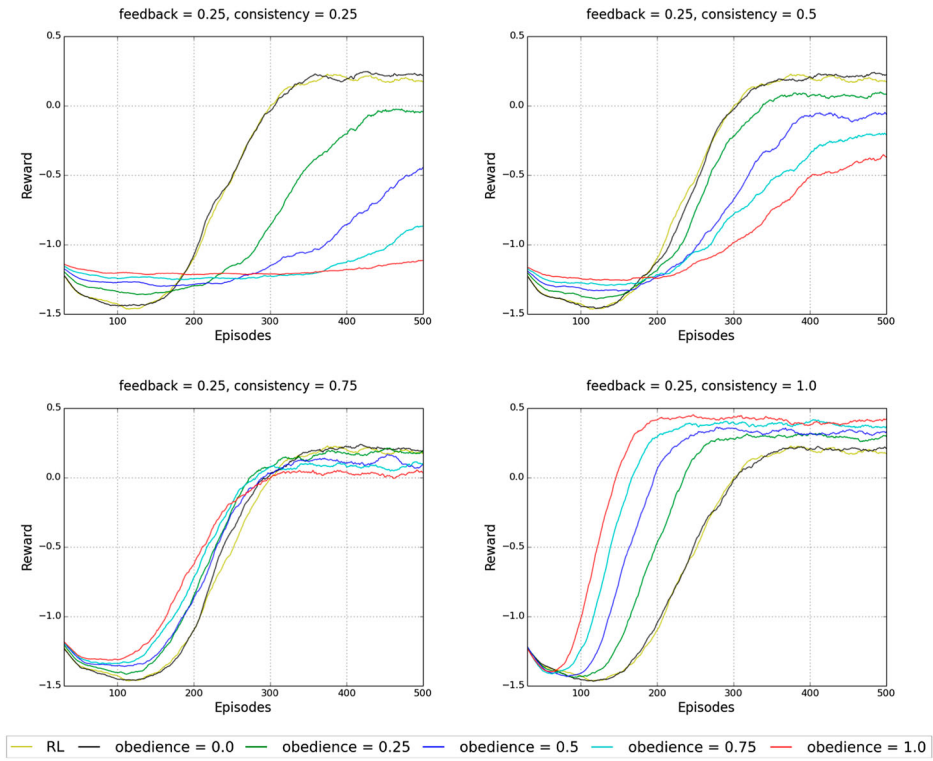 feedback = 0.25, consistency = 0.25
0.5
0.0
−0.5
−1.0
−1.5
Reward
100 200 300 400 500
Episodes
feedback = 0.25, consistency = 0.5
0.5
0.0
−0.5
−1.0
−1.5
Reward
100 200 300 400 500
Episodes
feedback = 0.25, consistency = 0.75
0.5
0.0
−0.5
−1.0
−1.5
Reward
100 200 300 400 500
Episodes
feedback = 0.25, consistency = 1.0
0.5
0.0
−0.5
−1.0
−1.5
Reward
100 200 300 400 500
Episodes
RL obedience = 0.0 obedience = 0.25 obedience = 0.5 obedience = 0.75 obedience = 1.0